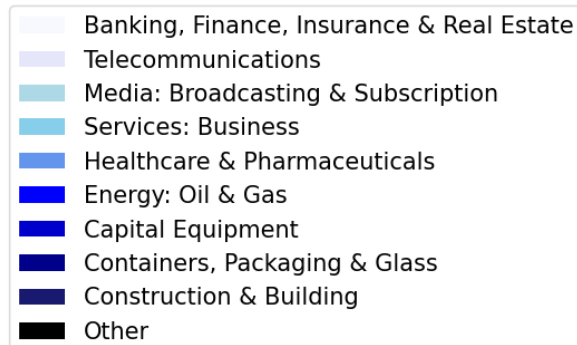 Banking, Finance, Insurance & Real Estate
Telecommunications
Media: Broadcasting & Subscription
Services: Business
Healthcare & Pharmaceuticals
Energy: Oil & Gas
Capital Equipment
Containers, Packaging & Glass
Construction & Building
Other